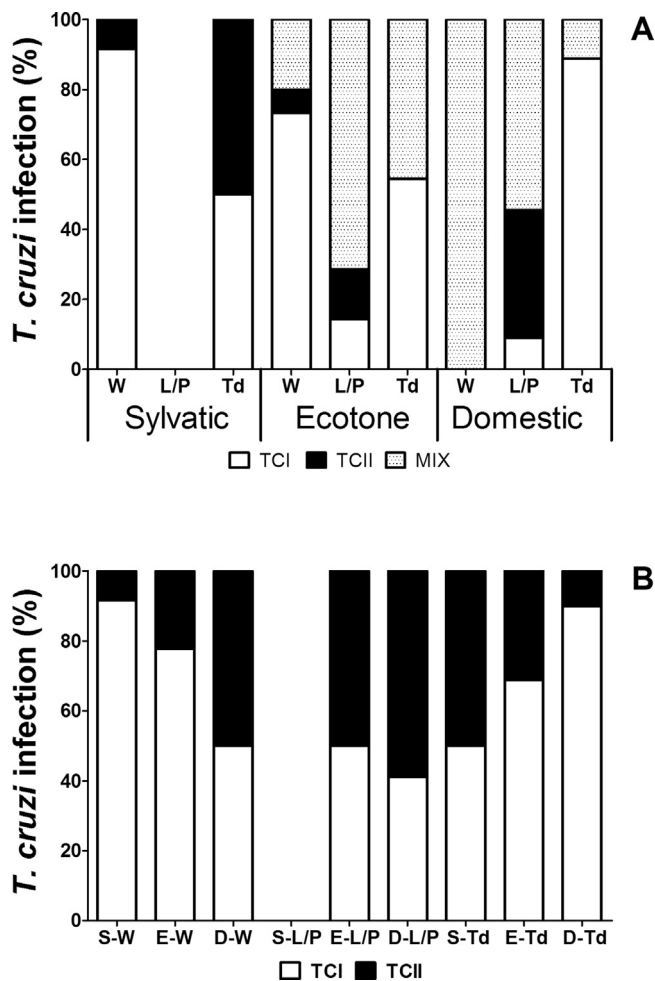 A
T. cruzi infection (%)
100
80
60
40
20
0
W L/P Td W L/P Td W L/P Td
Sylvatic Ecotone Domestic
TCI TCII MIX
B
T. cruzi infection (%)
100
80
60
40
20
0
S-W E-W D-W S-L/P E-L/P D-L/P S-Td E-Td D-Td
TCI TCII